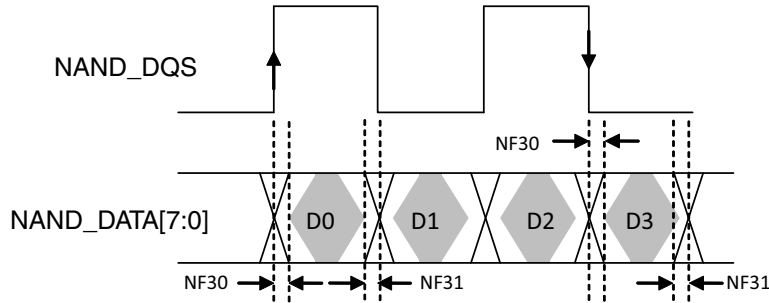 NAND_DQS
NF30
NAND_DATA[7:0]
D0 D1 D2 D3
NF30 NF31 NF31